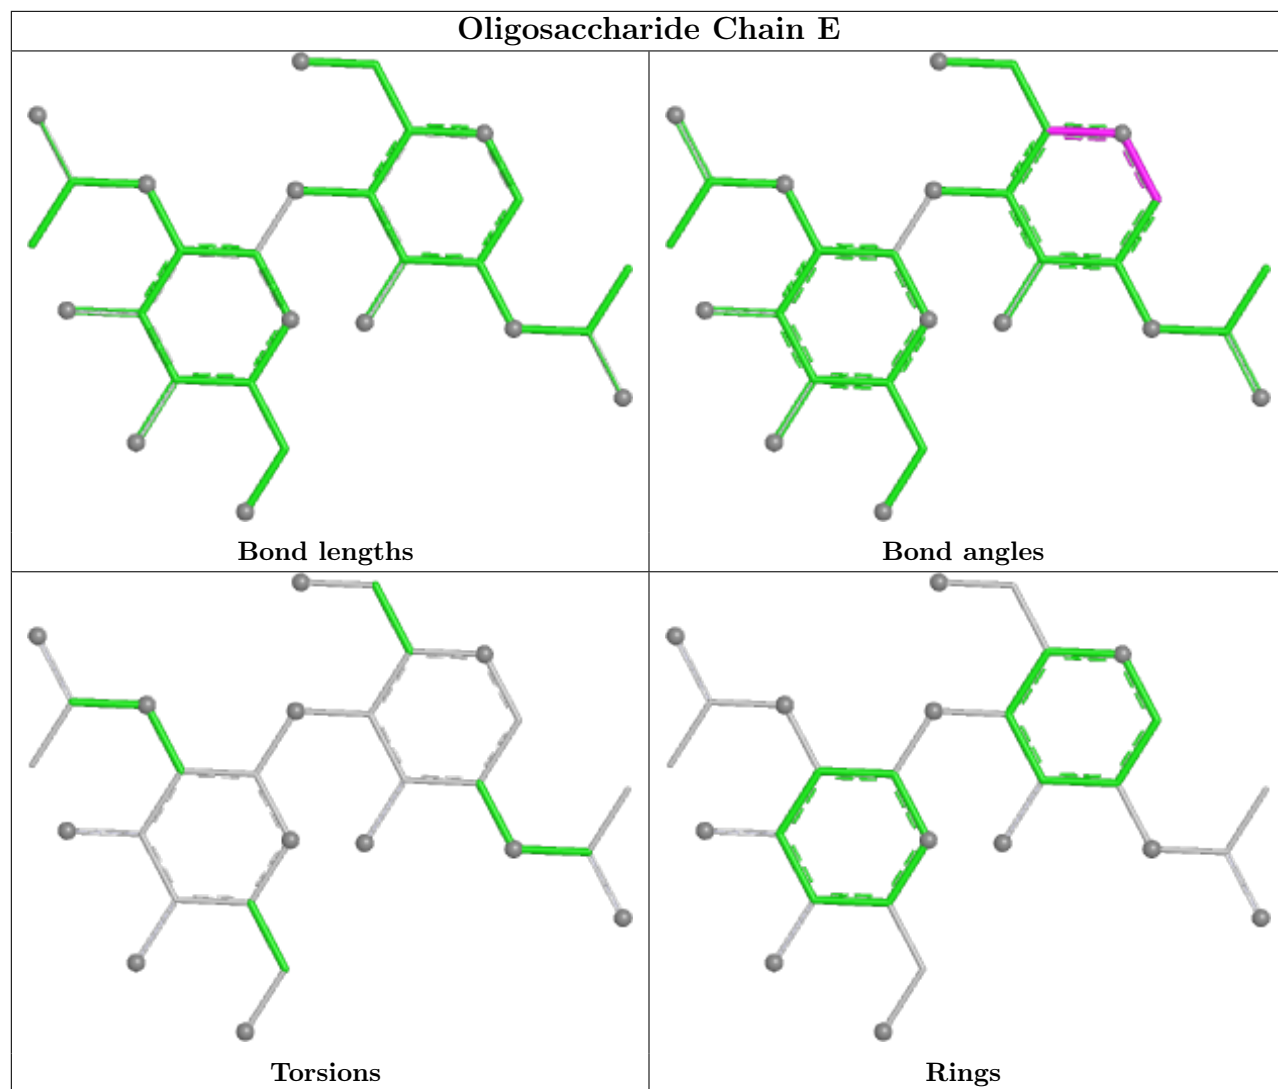 Oligosaccharide Chain E
Bond lengths
Bond angles
Torsions
Rings